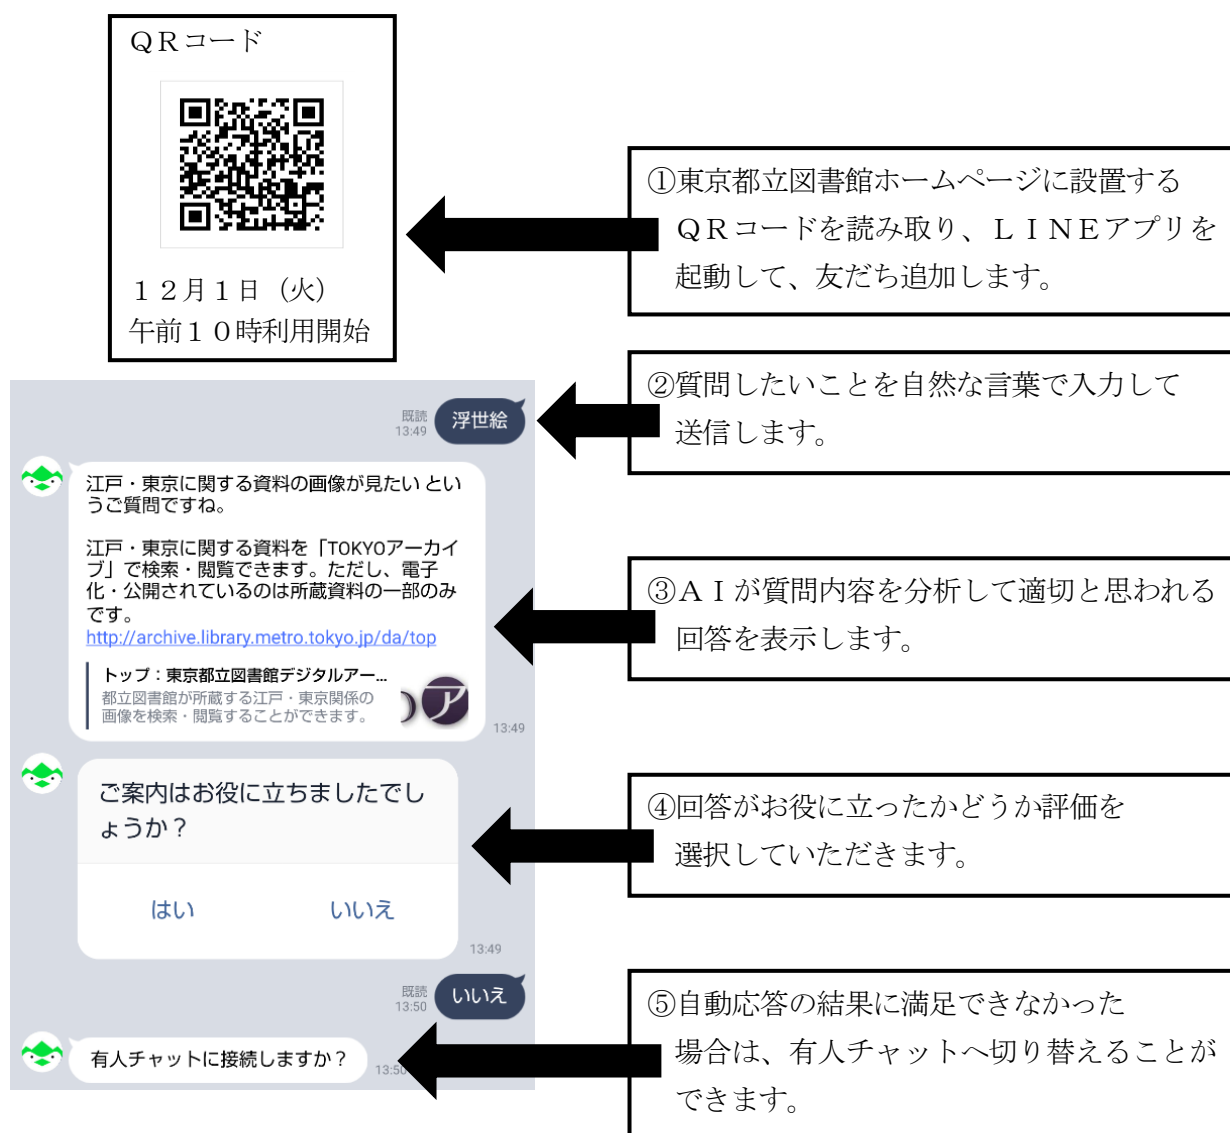 ＱＲコード
１２月１日（火）
午前１０時利用開始
①東京都立図書館ホームページに設置する
ＱＲコードを読み取り、ＬＩＮＥアプリを
起動して、友だち追加します。
②質問したいことを自然な言葉で入力して
送信します。
既読
13:49
浮世絵
江戸・東京に関する資料の画像が見たい とい
うご質問ですね。
江戸・東京に関する資料を「TOKYOアーカイ
ブ」で検索・閲覧できます。ただし、電子
化・公開されているのは所蔵資料の一部のみ
です。
http://archive.library.metro.tokyo.jp/da/top
トップ：東京都立図書館デジタルアー...
都立図書館が所蔵する江戸・東京関係の
画像を検索・閲覧することができます。
ア
13:49
③ＡＩが質問内容を分析して適切と思われる
回答を表示します。
ご案内はお役に立ちましたでし
ょうか？
はい
いいえ
13:49
④回答がお役に立ったかどうか評価を
選択していただきます。
既読
13:50
いいえ
有人チャットに接続しますか？
13:50
⑤自動応答の結果に満足できなかった
場合は、有人チャットへ切り替えることが
できます。